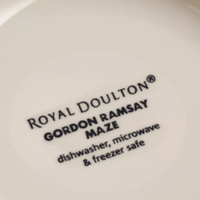 ROYAL DOULTON®
GORDON RAMSAY
MAZE
dishwasher, microwave
& freezer safe